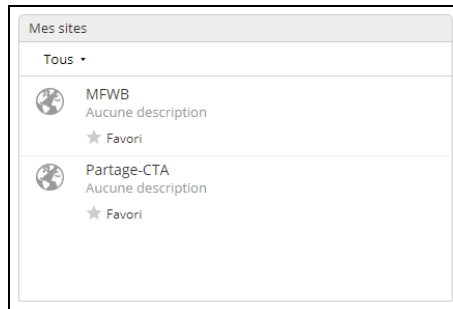 Mes sites
Tous
MFWB
Aucune description
Favori
Partage-CTA
Aucune description
Favori